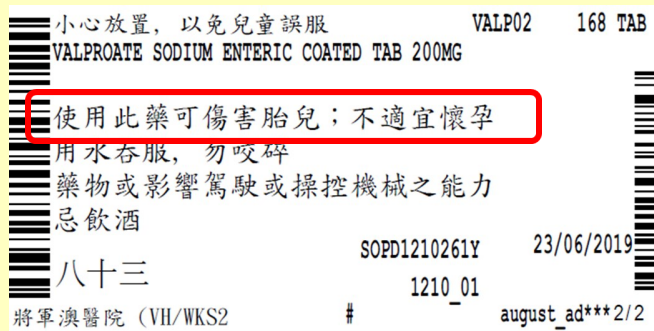 小心放置, 以免兒童誤服 VALP02 168 TAB
VALPROATE SODIUM ENTERIC COATED TAB 200MG
使用此藥可傷害胎兒;不適宜懷孕
用水吞服, 勿咬碎
藥物或影響駕駛或操控機械之能力
忌飲酒
SOPD1210261Y 23/06/2019
八十三 1210_01
將軍澳醫院 (VH/WKS2 # august_ad***2/2